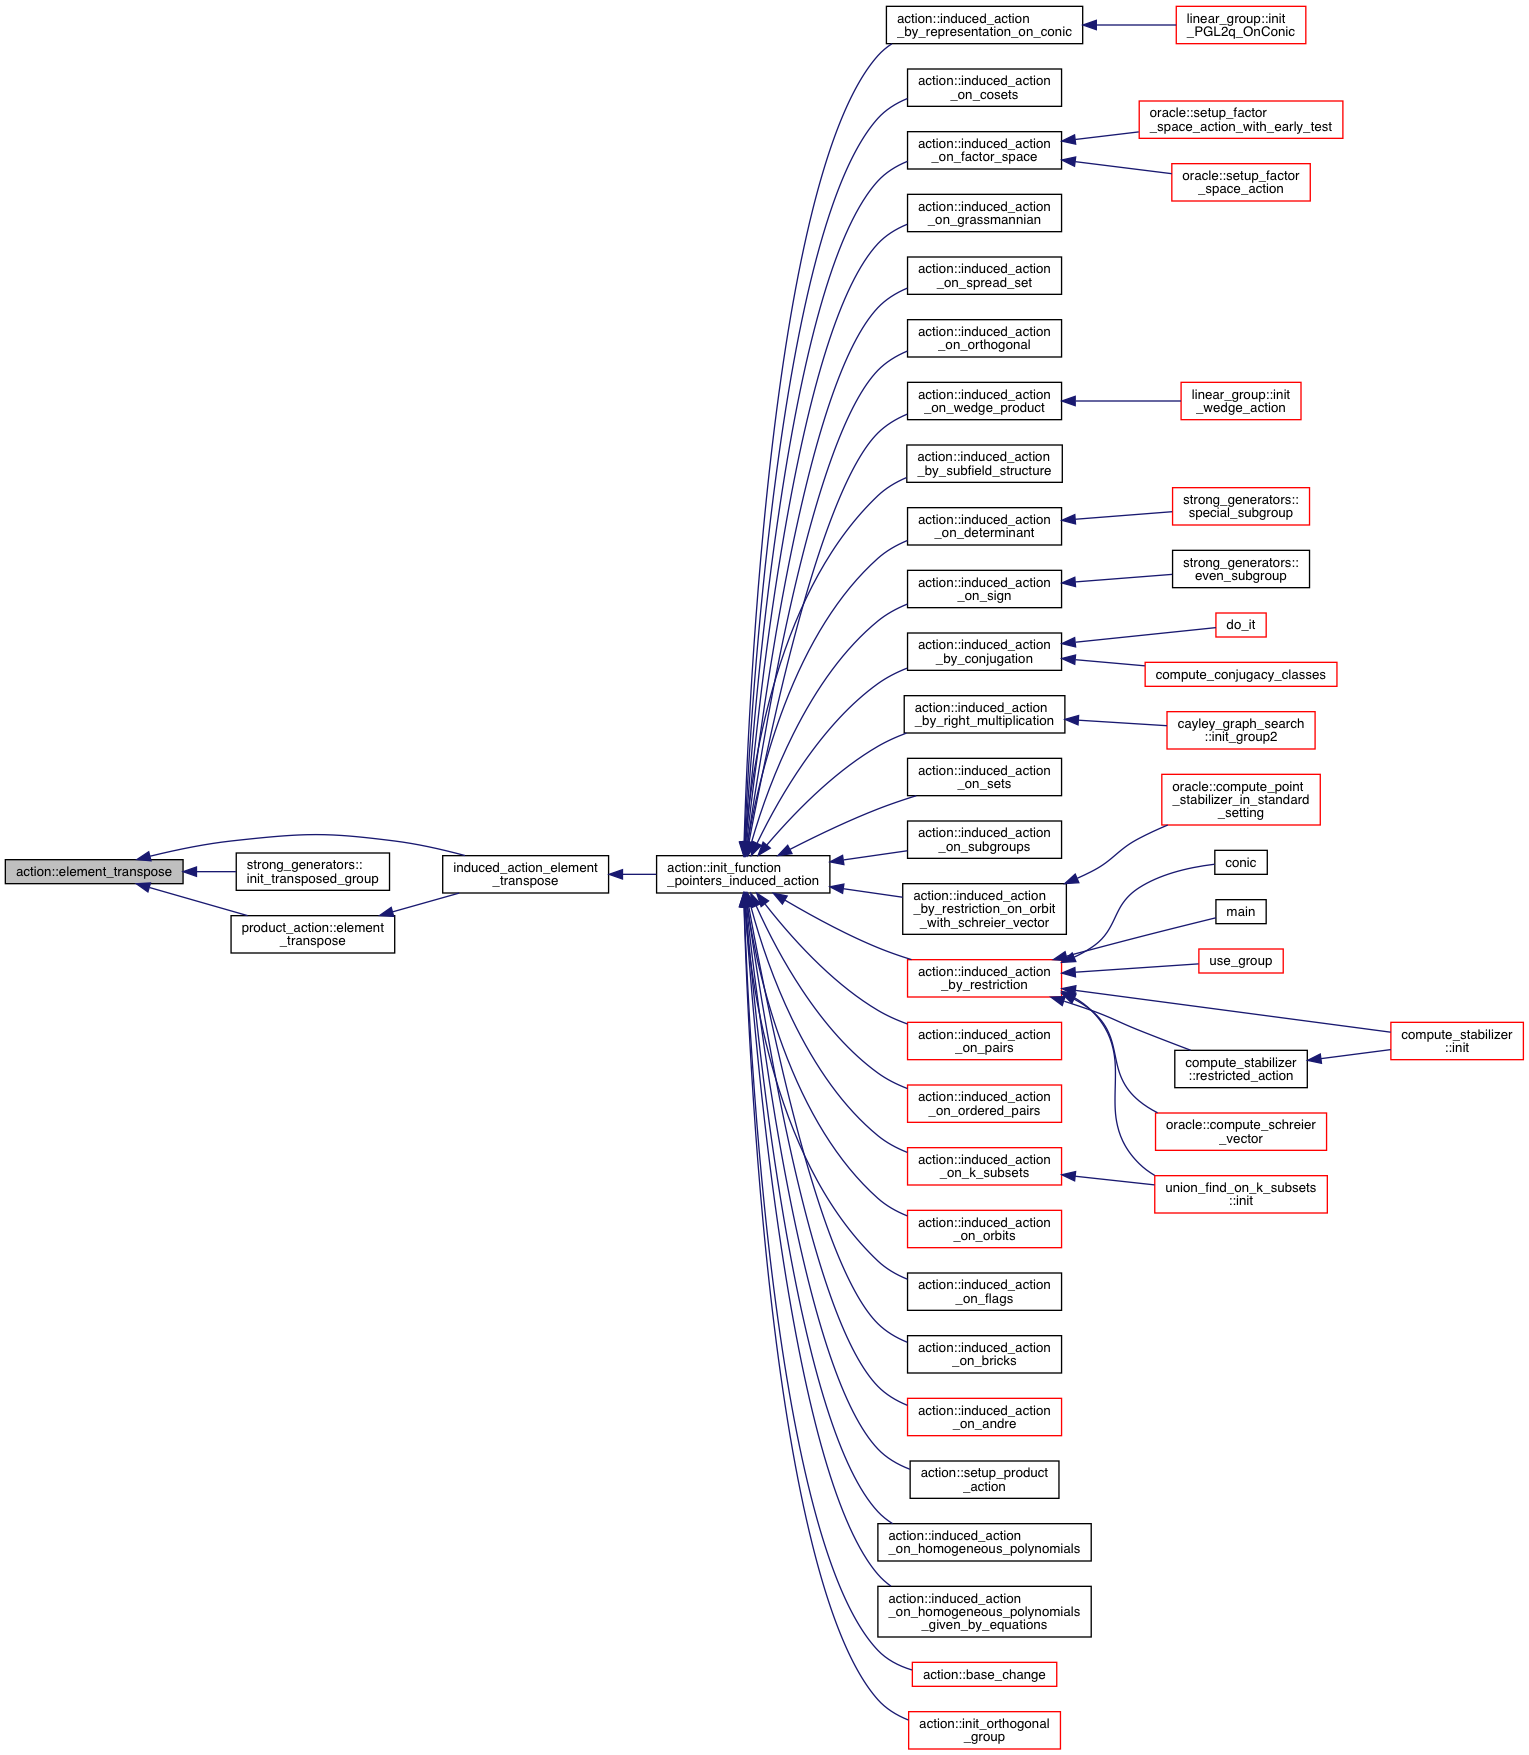 action::element_transpose
strong_generators::
init_transposed_group
product_action::element
_transpose
induced_action_element
_transpose
action::init_function
_pointers_induced_action
action::induced_action
_by_representation_on_conic
action::induced_action
_on_cosets
action::induced_action
_on_factor_space
action::induced_action
_on_grassmannian
action::induced_action
_on_spread_set
action::induced_action
_on_orthogonal
action::induced_action
_on_wedge_product
action::induced_action
_by_subfield_structure
action::induced_action
_on_determinant
action::induced_action
_on_sign
action::induced_action
_by_conjugation
action::induced_action
_by_right_multiplication
action::induced_action
_on_sets
action::induced_action
_on_subgroups
action::induced_action
_by_restriction_on_orbit
_with_schreier_vector
action::induced_action
_by_restriction
action::induced_action
_on_pairs
action::induced_action
_on_ordered_pairs
action::induced_action
_on_k_subsets
action::induced_action
_on_orbits
action::induced_action
_on_flags
action::induced_action
_on_bricks
action::induced_action
_on_andre
action::setup_product
_action
action::induced_action
_on_homogeneous_polynomials
action::induced_action
_on_homogeneous_polynomials
_given_by_equations
action::base_change
action::init_orthogonal
_group
linear_group::init
_PGL2q_OnConic
oracle::setup_factor
_space_action_with_early_test
oracle::setup_factor
_space_action
linear_group::init
_wedge_action
strong_generators::
special_subgroup
strong_generators::
even_subgroup
do_it
compute_conjugacy_classes
cayley_graph_search
::init_group2
oracle::compute_point
_stabilizer_in_standard
_setting
conic
main
use_group
compute_stabilizer
::restricted_action
oracle::compute_schreier
_vector
union_find_on_k_subsets
::init
compute_stabilizer
::init